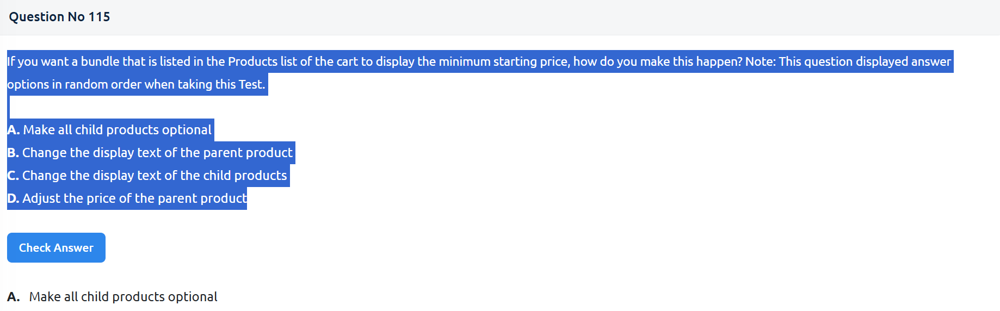 Question No 115
If you want a bundle that is listed in the Products list of the cart to display the minimum starting price, how do you make this happen? Note: This question displayed answer
options in random order when taking this Test.
A. Make all child products optional
B. Change the display text of the parent product
C. Change the display text of the child products
D. Adjust the price of the parent product
Check Answer
A. Make all child products optional